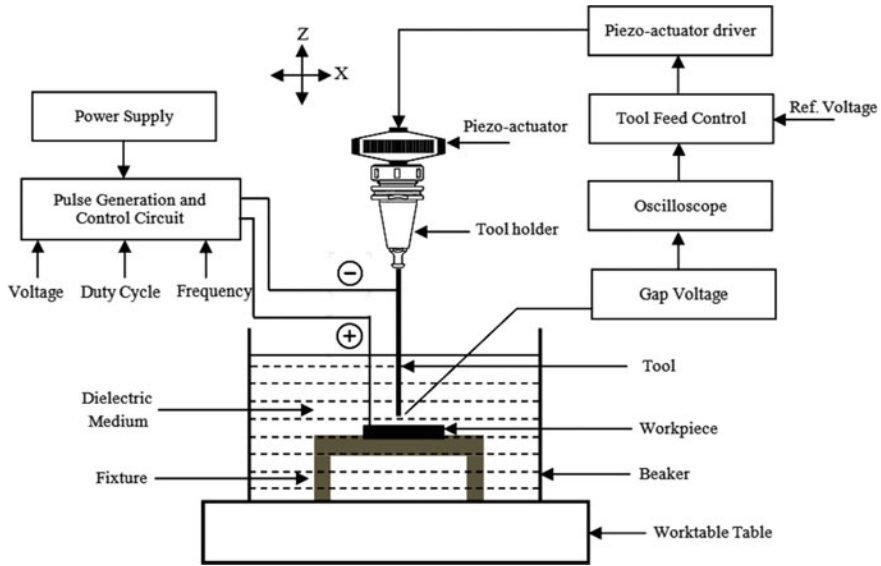 Z
X
Piezo-actuator driver
Power Supply
Piezo-actuator
Tool Feed Control
Ref. Voltage
Pulse Generation and
Control Circuit
Oscilloscope
Tool holder
Voltage
Duty Cycle
Frequency
−
Gap Voltage
+
Tool
Dielectric
Medium
Workpiece
Fixture
Beaker
Worktable Table